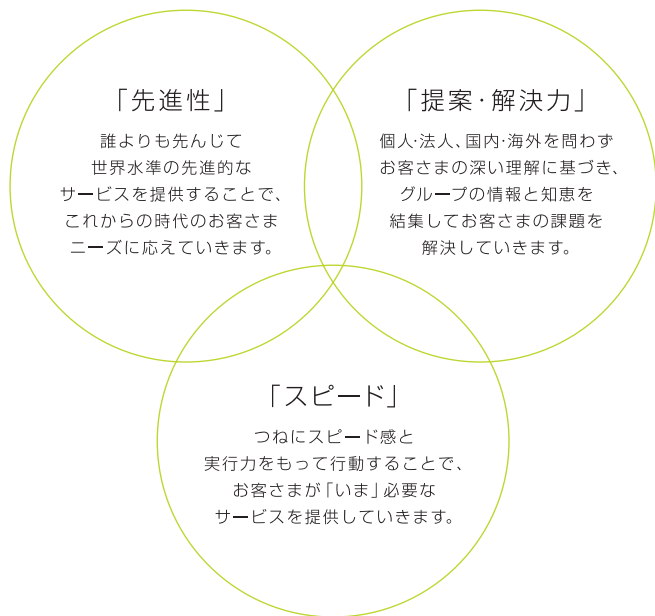 「先進性」
誰よりも先んじて
世界水準の先進的な
サービスを提供することで、
これからの時代のお客さま
ニーズに応えていきます。
「提案・解決力」
個人・法人、国内・海外を問わず
お客さまの深い理解に基づき、
グループの情報と知恵を
結集してお客さまの課題を
解決していきます。
「スピード」
つねにスピード感と
実行力をもって行動することで、
お客さまが「いま」必要な
サービスを提供していきます。